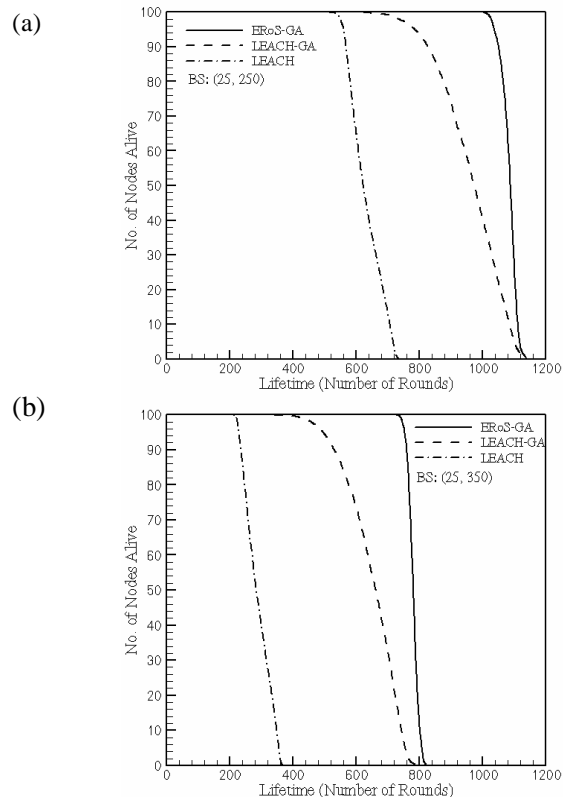 (a)
100
90
80
70
60
50
40
30
20
10
0
No. of Nodes Alive
ERoS-GA
LEACH-GA
LEACH
BS: (25, 250)
0 200 400 600 800 1000 1200
Lifetime (Number of Rounds)
(b)
100
90
80
70
60
50
40
30
20
10
0
No. of Nodes Alive
ERoS-GA
LEACH-GA
LEACH
BS: (25, 350)
0 200 400 600 800 1000 1200
Lifetime (Number of Rounds)